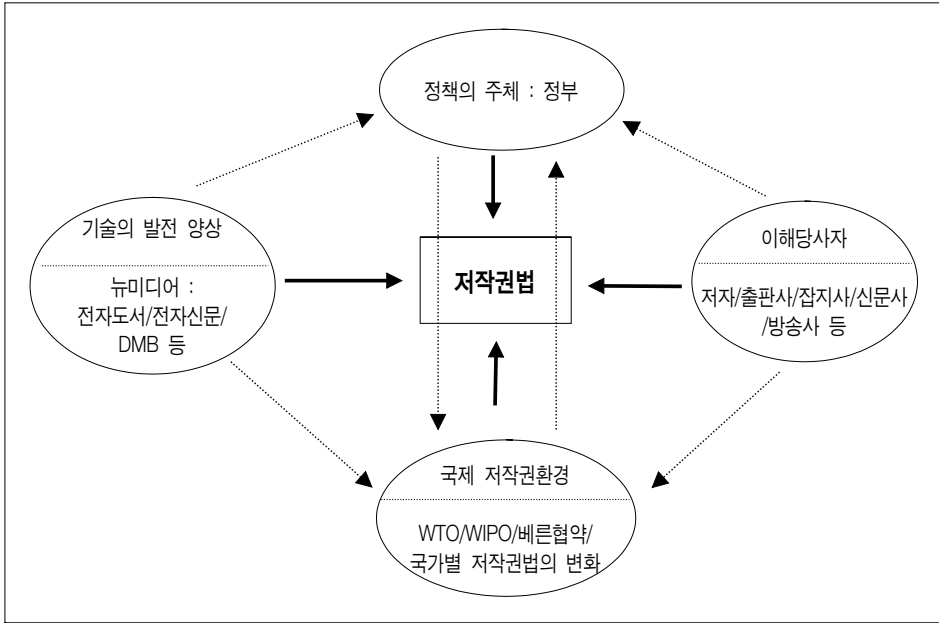 정책의 주체 : 정부
기술의 발전 양상
뉴미디어 :
전자도서/전자신문/
DMB 등
저작권법
이해당사자
저자/출판사/잡지사/신문사
/방송사 등
국제 저작권환경
WTO/WIPO/베른협약/
국가별 저작권법의 변화